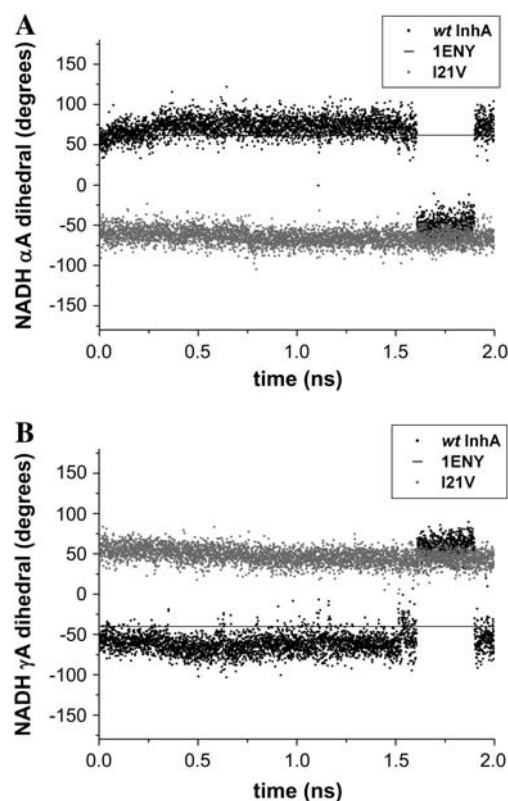 A
NADH αA dihedral (degrees)
wt InhA
1ENY
I21V
150
100
50
0
-50
-100
-150
0.0 0.5 1.0 1.5 2.0
time (ns)
B
NADH γA dihedral (degrees)
wt InhA
1ENY
I21V
150
100
50
0
-50
-100
-150
0.0 0.5 1.0 1.5 2.0
time (ns)